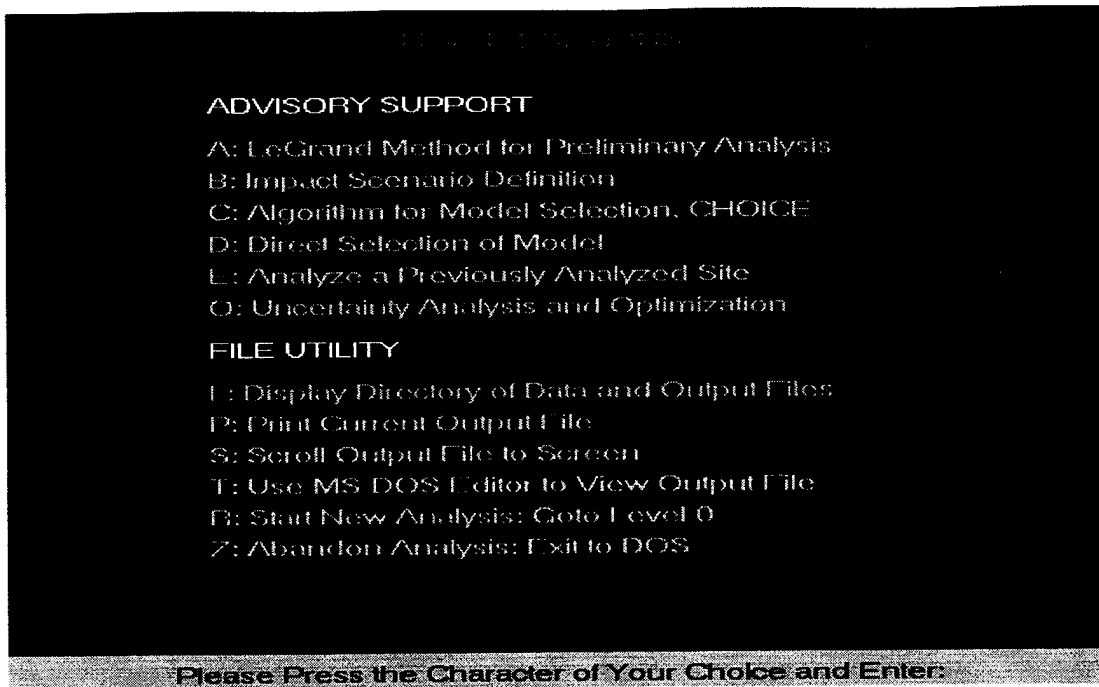 ADVISORY SUPPORT
A: LeGrand Method for Preliminary Analysis
B: Impact Scenario Definition
C: Algorithm for Model Selection, CHOICE
D: Direct Selection of Model
E: Analyze a Previously Analyzed Site
O: Uncertainty Analysis and Optimization
FILE UTILITY
Display Directory of Data and Output Files
P: Print Current Output File
S: Scroll Output File to Screen
T: Use MS DOS Editor to View Output File
R: Start New Analysis: Goto Level 0
Z: Abandon Analysis: Exit to DOS
Please Press the Character of Your Choice and Enter: